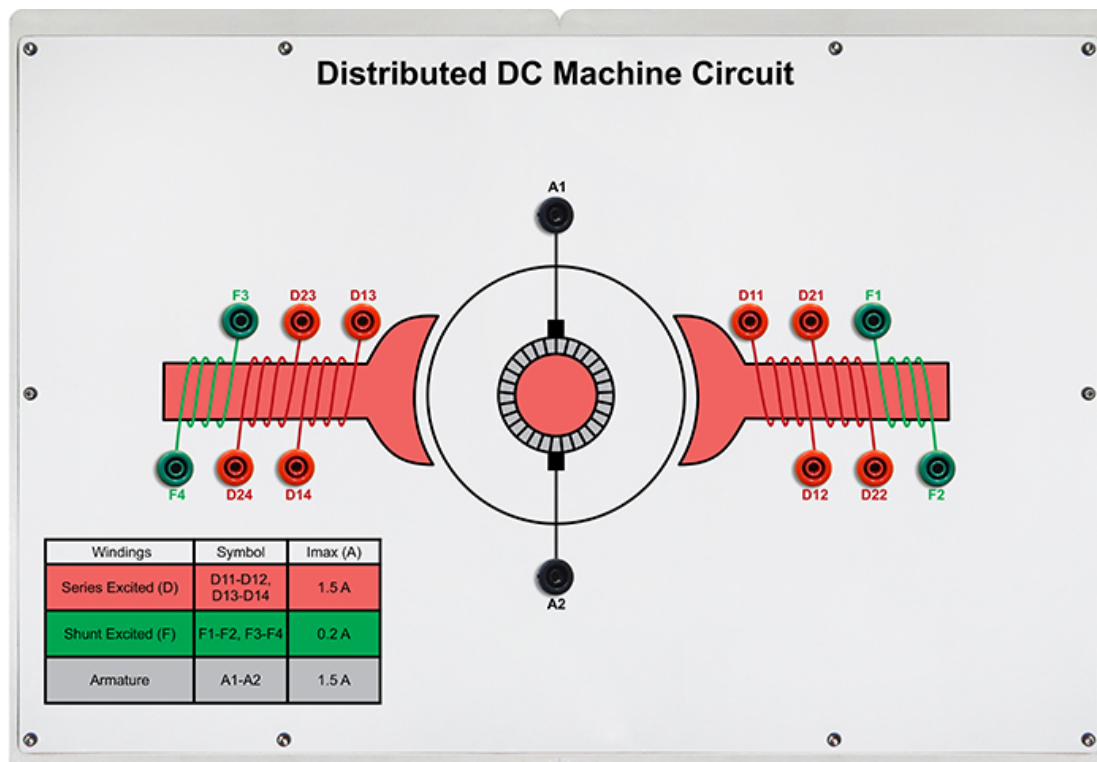 Distributed DC Machine Circuit
A1
F3 D23 D13 D11 D21 F1
F4 D24 D14 D12 D22 F2
A2
Windings Symbol Imax (A)
Series Excited (D) D11-D12, D13-D14 1.5 A
Shunt Excited (F) F1-F2, F3-F4 0.2 A
Armature A1-A2 1.5 A